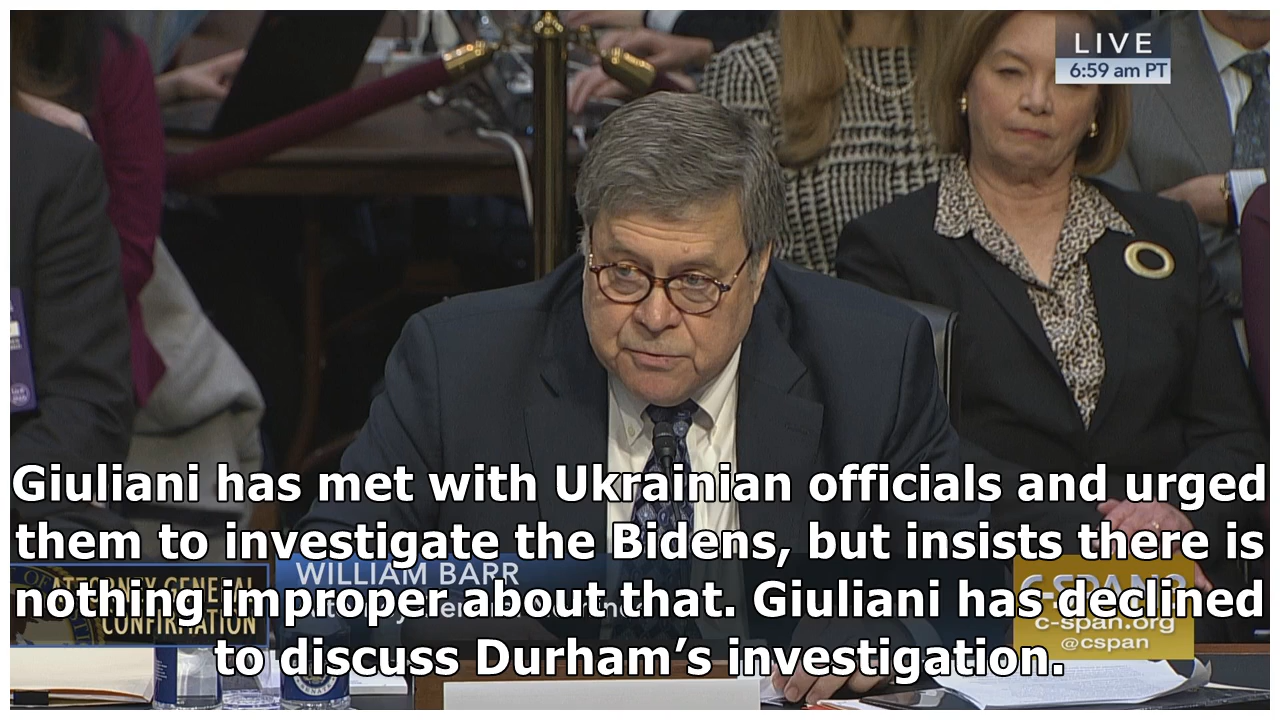 LIVE
6:59 am PT
Giuliani has met with Ukrainian officials and urged
them to investigate the Bidens, but insists there is
nothing improper about that. Giuliani has declined
to discuss Durham’s investigation.
WILLIAM BARR
ATTORNEY GENERAL
CONFIRMATION
C-SPAN3
c-span.org
@cspan